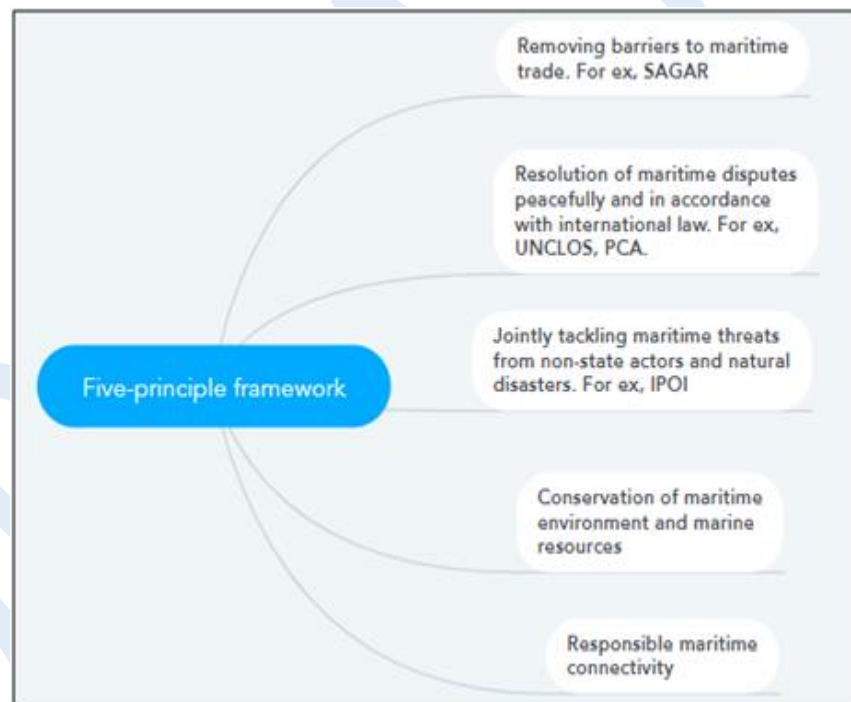 Removing barriers to maritime
trade. For ex, SAGAR
Resolution of maritime disputes
peacefully and in accordance
with international law. For ex,
UNCLOS, PCA.
Jointly tackling maritime threats
from non-state actors and natural
disasters. For ex, IPOI
Five-principle framework
Conservation of maritime
environment and marine
resources
Responsible maritime
connectivity